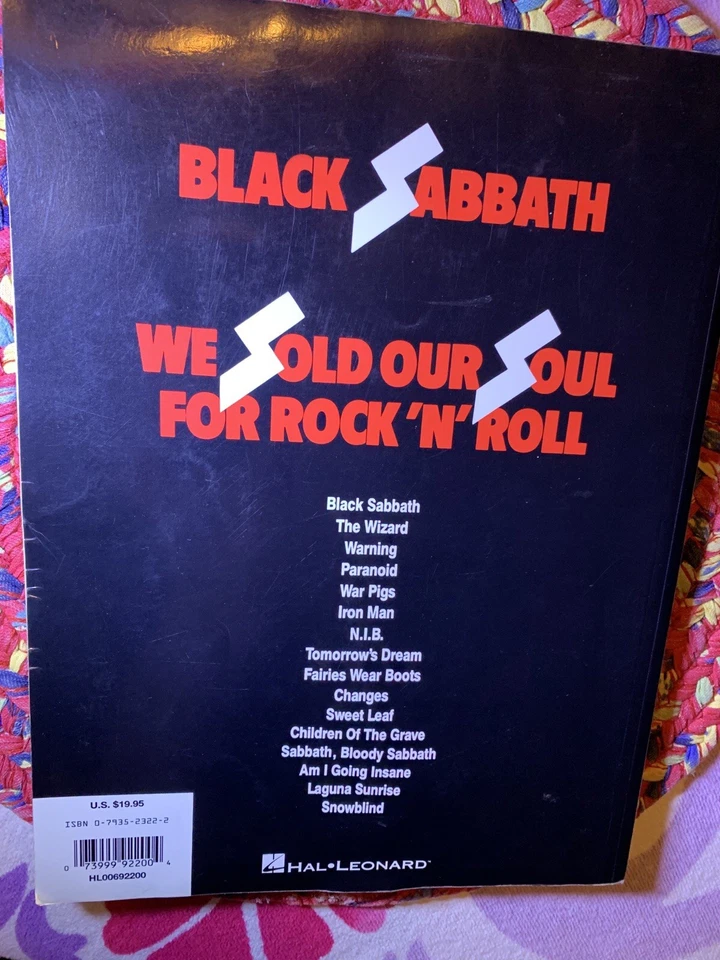 BLACK SABBATH
WE SOLD OUR SOUL
FOR ROCK 'N' ROLL
Black Sabbath
The Wizard
Warning
Paranoid
War Pigs
Iron Man
N.I.B.
Tomorrow's Dream
Fairies Wear Boots
Changes
Sweet Leaf
Children Of The Grave
Sabbath, Bloody Sabbath
Am I Going Insane
Laguna Sunrise
Snowblind
U.S. $19.95
ISBN 0-7935-2322-2
0 73999 92200 4
HL00692200
HAL•LEONARD